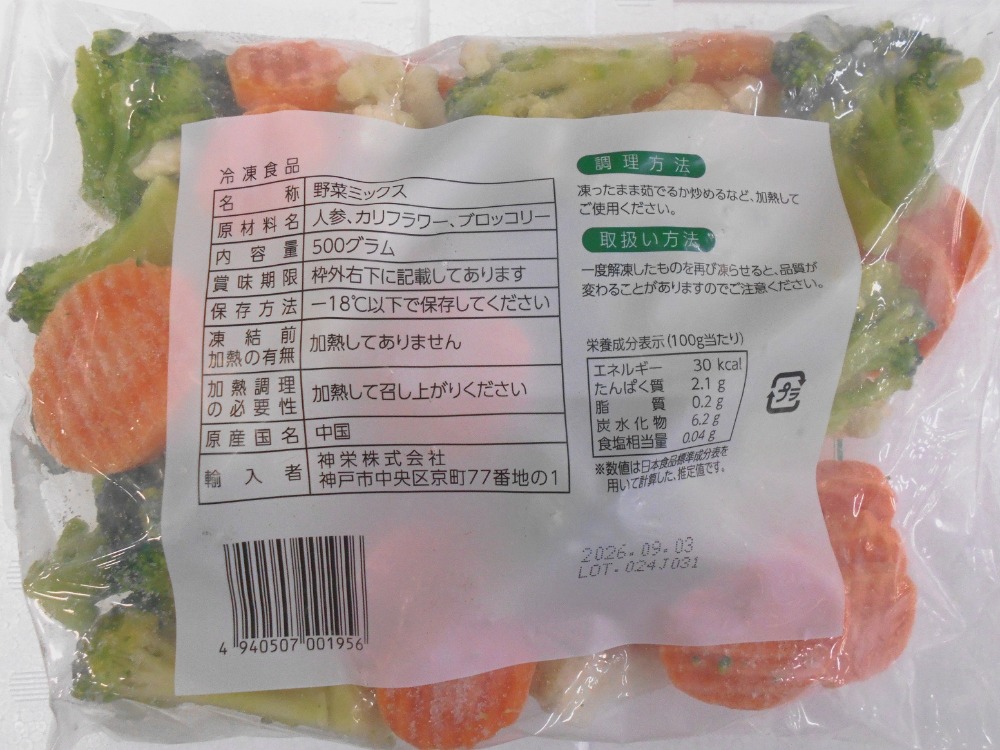 冷凍食品
名称 野菜ミックス
原材料名 人参、カリフラワー、ブロッコリー
内容量 500グラム
賞味期限 枠外右下に記載してあります
保存方法 －18℃以下で保存してください
凍結前
加熱の有無 加熱してありません
加熱調理
の必要性 加熱して召し上がりください
原産国名 中国
輸入者 神栄株式会社
神戸市中央区京町77番地の1
4 940507 001956
調理方法
凍ったまま茹でるか炒めるなど、加熱して
ご使用ください。
取扱い方法
一度解凍したものを再び凍らせると、品質が
変わることがありますのでご注意ください。
栄養成分表示(100g当たり)
エネルギー 30 kcal
たんぱく質 2.1 g
脂質 0.2 g
炭水化物 6.2 g
食塩相当量 0.04 g
※数値は日本食品標準成分表を
用いて計算した、推定値です。
プラ
2026.09.03
LOT.024J031